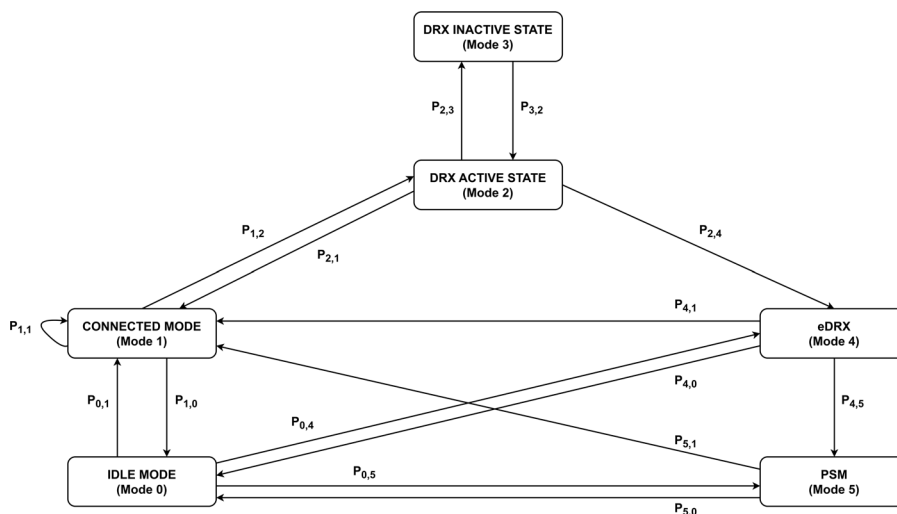 DRX INACTIVE STATE
(Mode 3)
P2,3
P3,2
DRX ACTIVE STATE
(Mode 2)
P1,2
P2,1
P2,4
P1,1
CONNECTED MODE
(Mode 1)
P4,1
eDRX
(Mode 4)
P0,1
P1,0
P0,4
P4,0
P4,5
P5,1
IDLE MODE
(Mode 0)
P0,5
PSM
(Mode 5)
P5,0